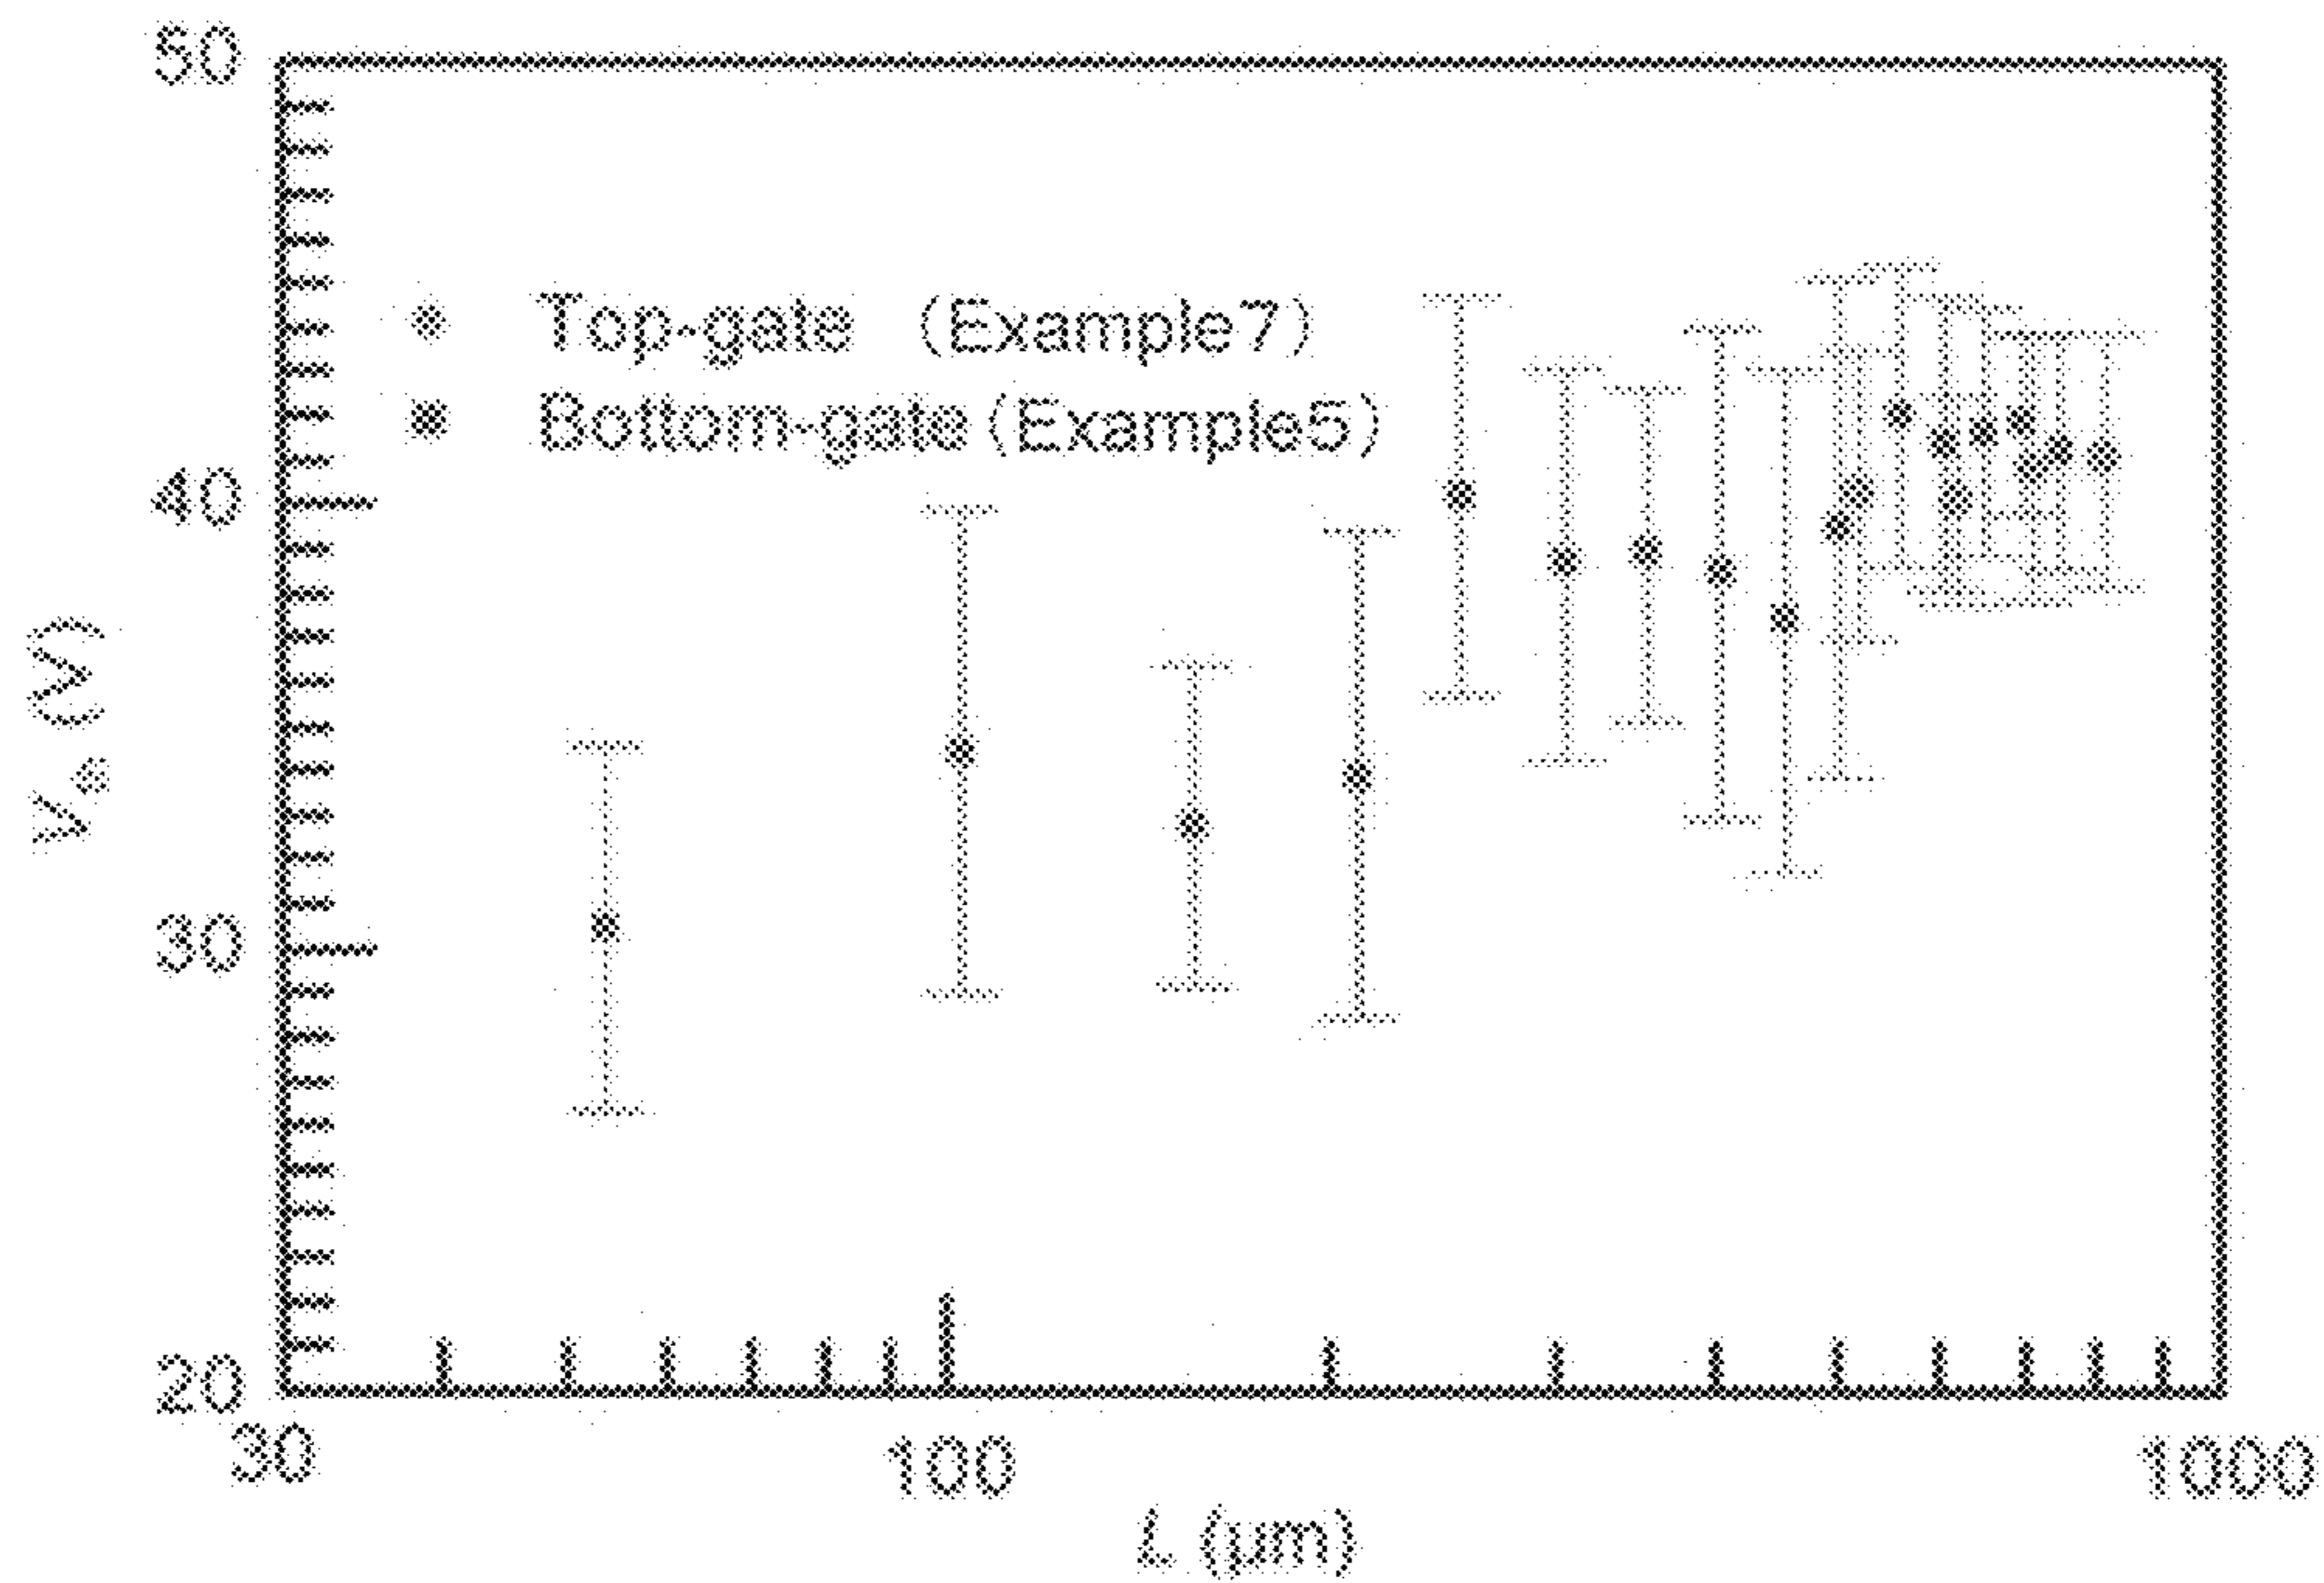 50
Top-gate (Example7)
Bottom-gate (Example5)
40
30
20
30 100 1000
L (μm)